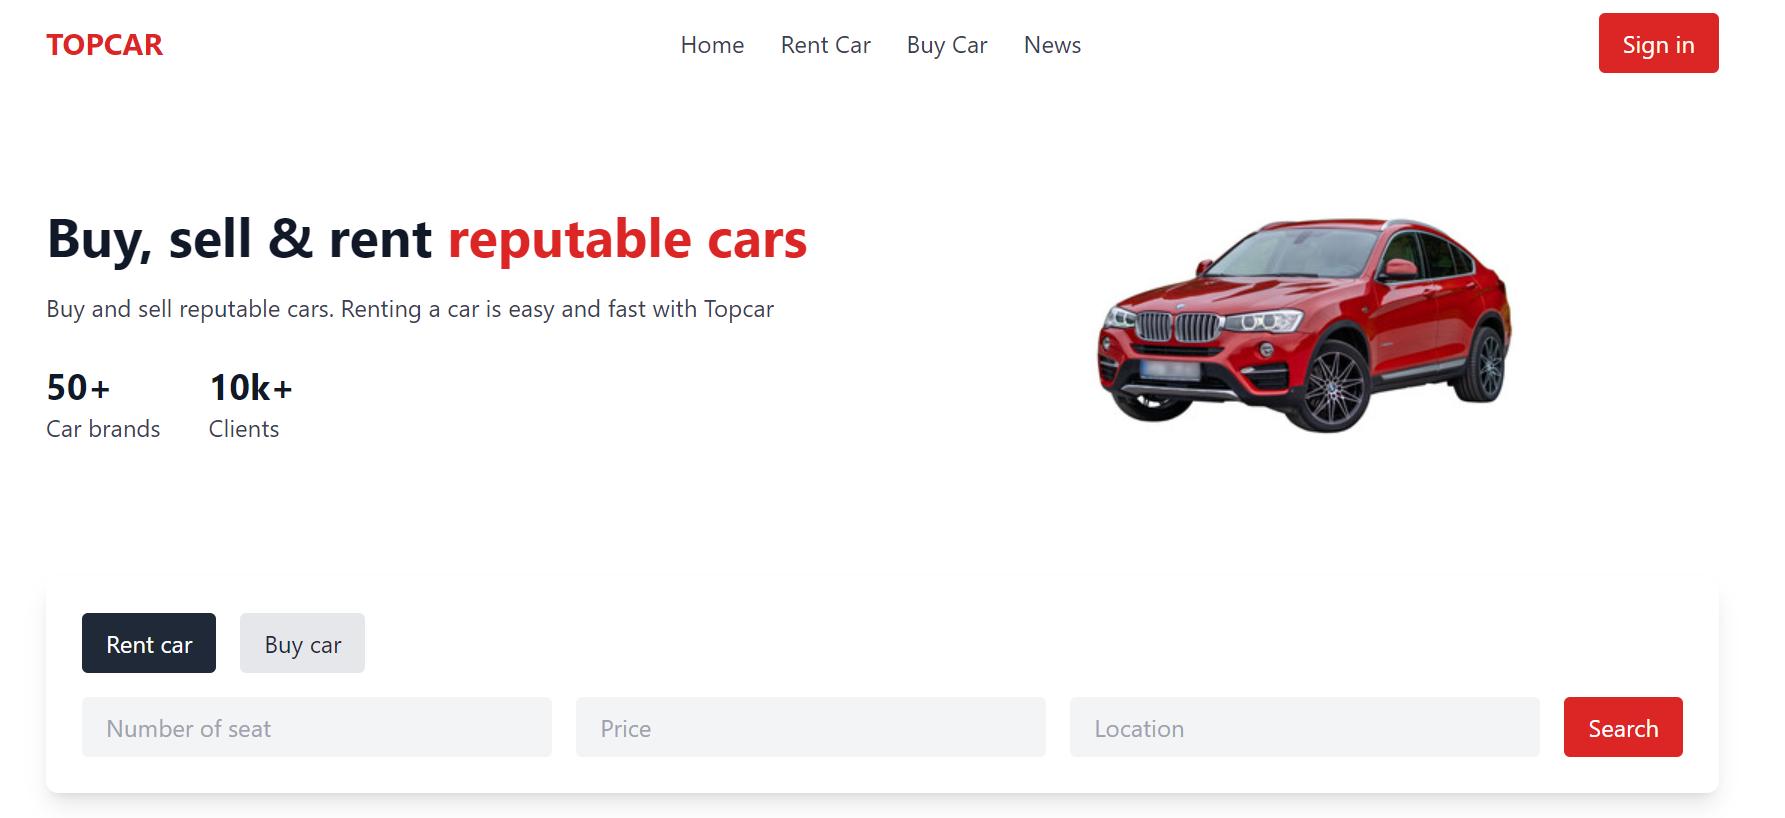 TOPCAR
Home Rent Car Buy Car News
Sign in
Buy, sell & rent reputable cars
Buy and sell reputable cars. Renting a car is easy and fast with Topcar
50+ 10k+
Car brands Clients
Rent car Buy car
Number of seat Price Location Search